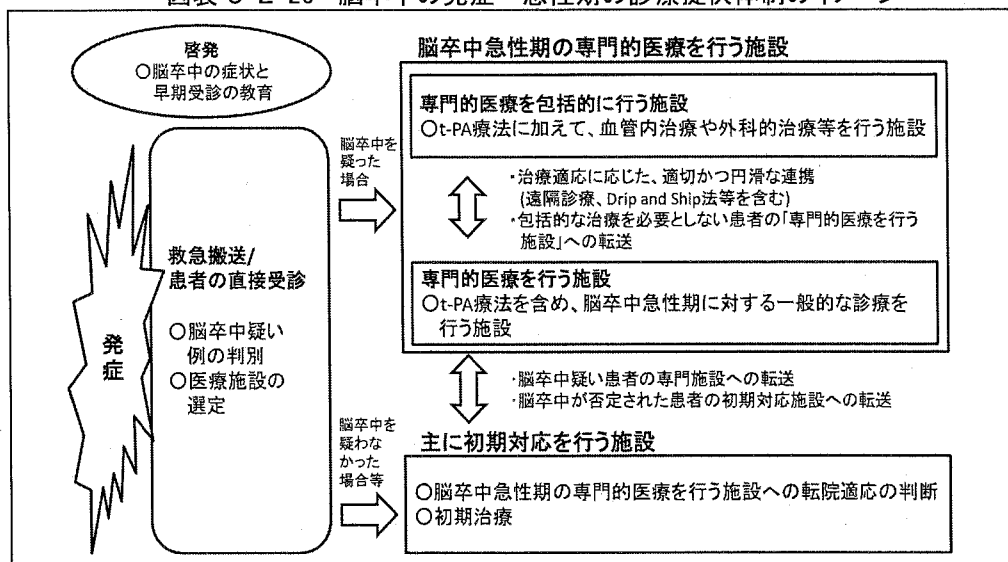 啓発
○脳卒中の症状と
早期受診の教育
発症
救急搬送/
患者の直接受診
○脳卒中疑い
例の判別
○医療施設の
選定
脳卒中を
疑った
場合
脳卒中を
疑わな
かった
場合等
脳卒中急性期の専門的医療を行う施設
専門的医療を包括的に行う施設
○t-PA療法に加えて、血管内治療や外科的治療等を行う施設
・治療適応に応じた、適切かつ円滑な連携
(遠隔診療、Drip and Ship法等を含む)
・包括的な治療を必要としない患者の「専門的医療を行う
施設」への転送
専門的医療を行う施設
○t-PA療法を含め、脳卒中急性期に対する一般的な診療を
行う施設
・脳卒中疑い患者の専門施設への転送
・脳卒中が否定された患者の初期対応施設への転送
主に初期対応を行う施設
○脳卒中急性期の専門的医療を行う施設への転院適応の判断
○初期治療